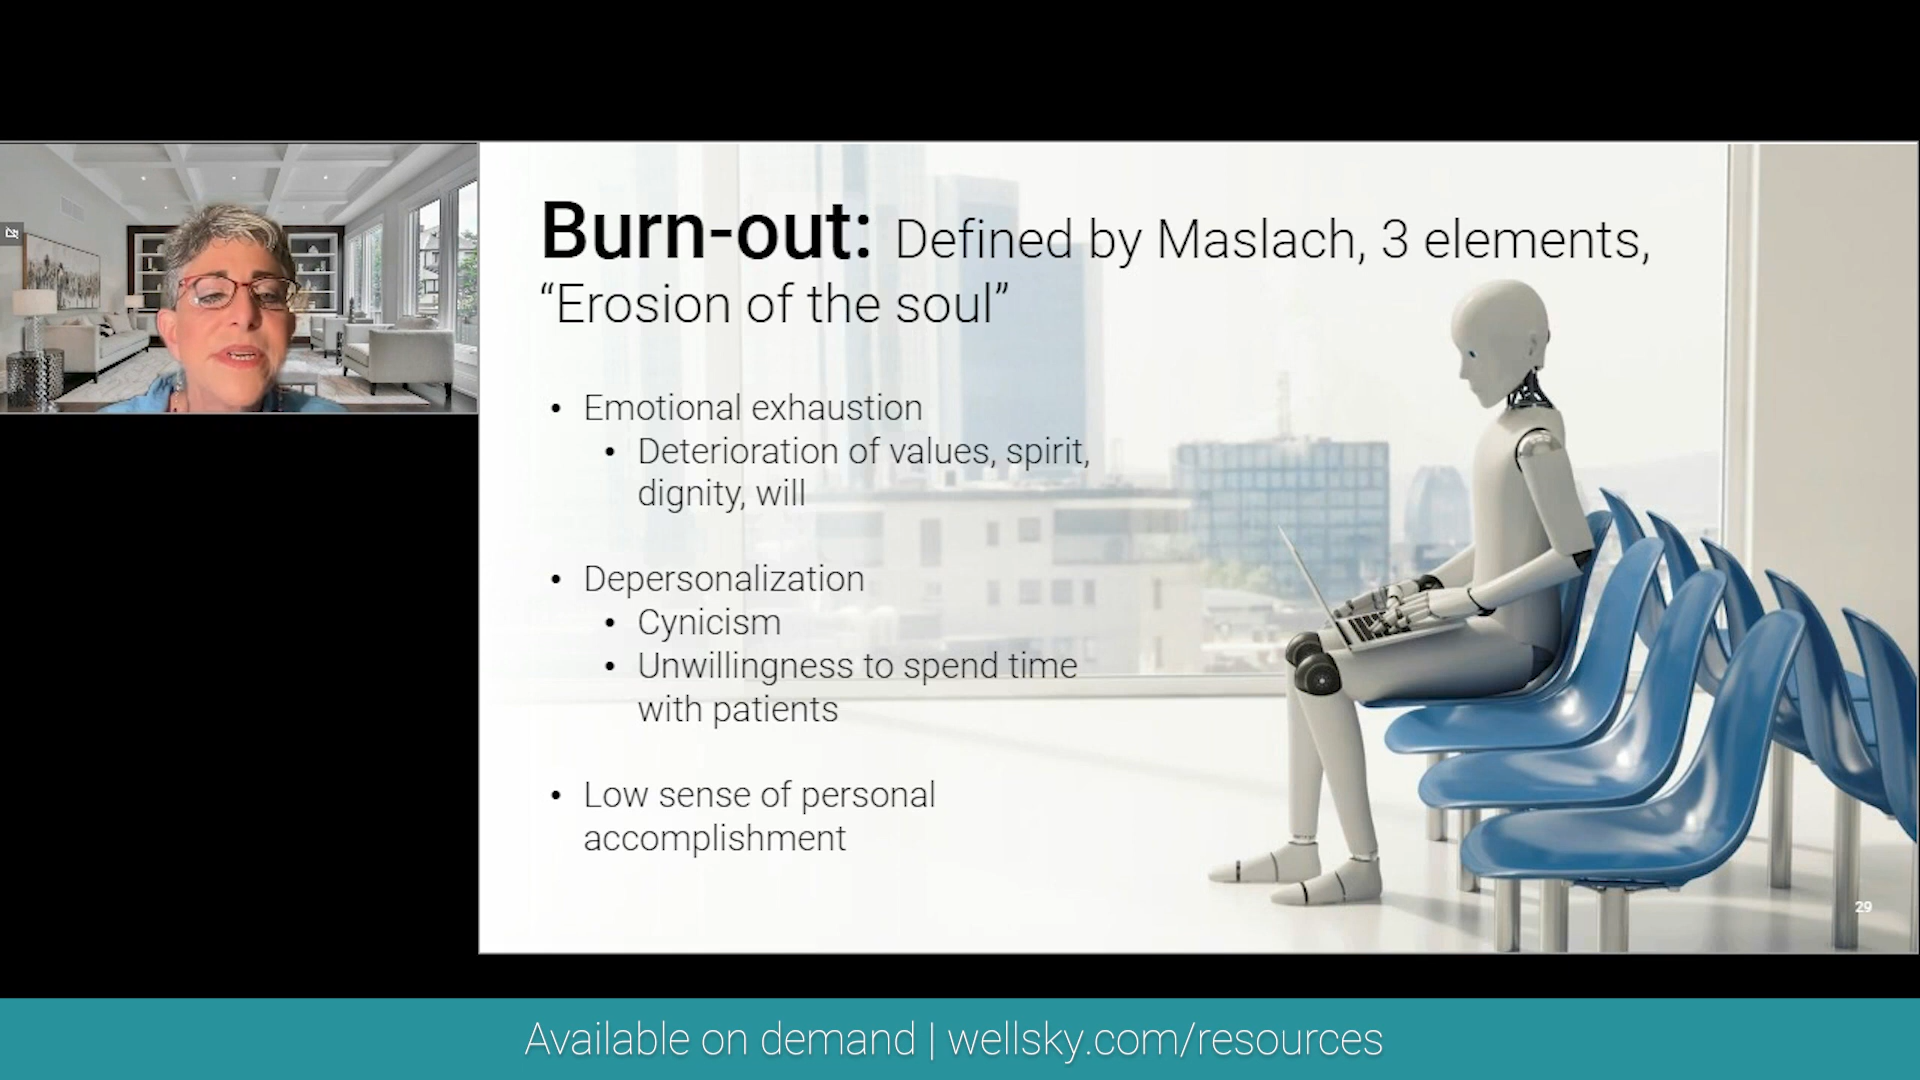 Burn-out: Defined by Maslach, 3 elements,
“Erosion of the soul”
• Emotional exhaustion
• Deterioration of values, spirit,
dignity, will
• Depersonalization
• Cynicism
• Unwillingness to spend time
with patients
• Low sense of personal
accomplishment
29
Available on demand | wellsky.com/resources